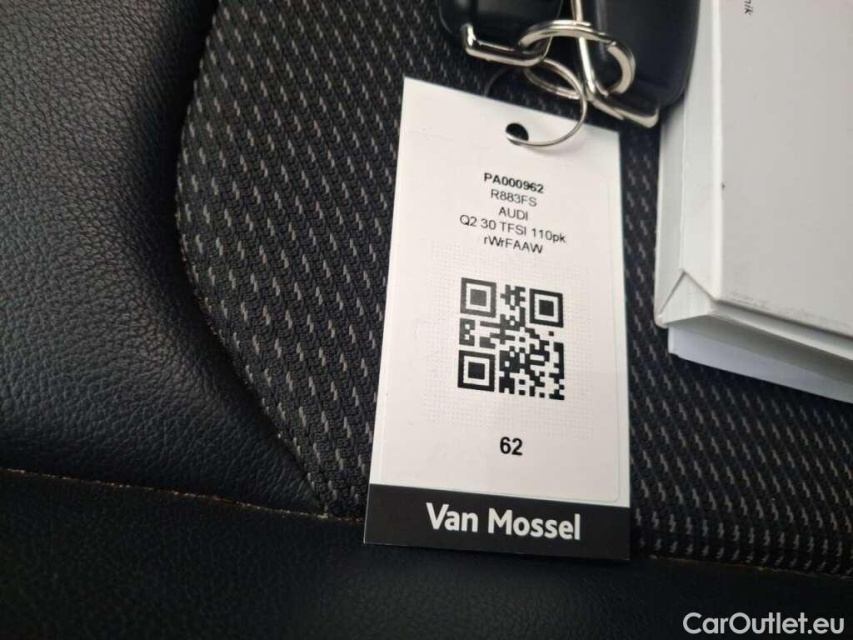 PA000962
R883FS
AUDI
Q2 30 TFSI 110pk
rWrFAAW
62
Van Mossel
CarOutlet.eu